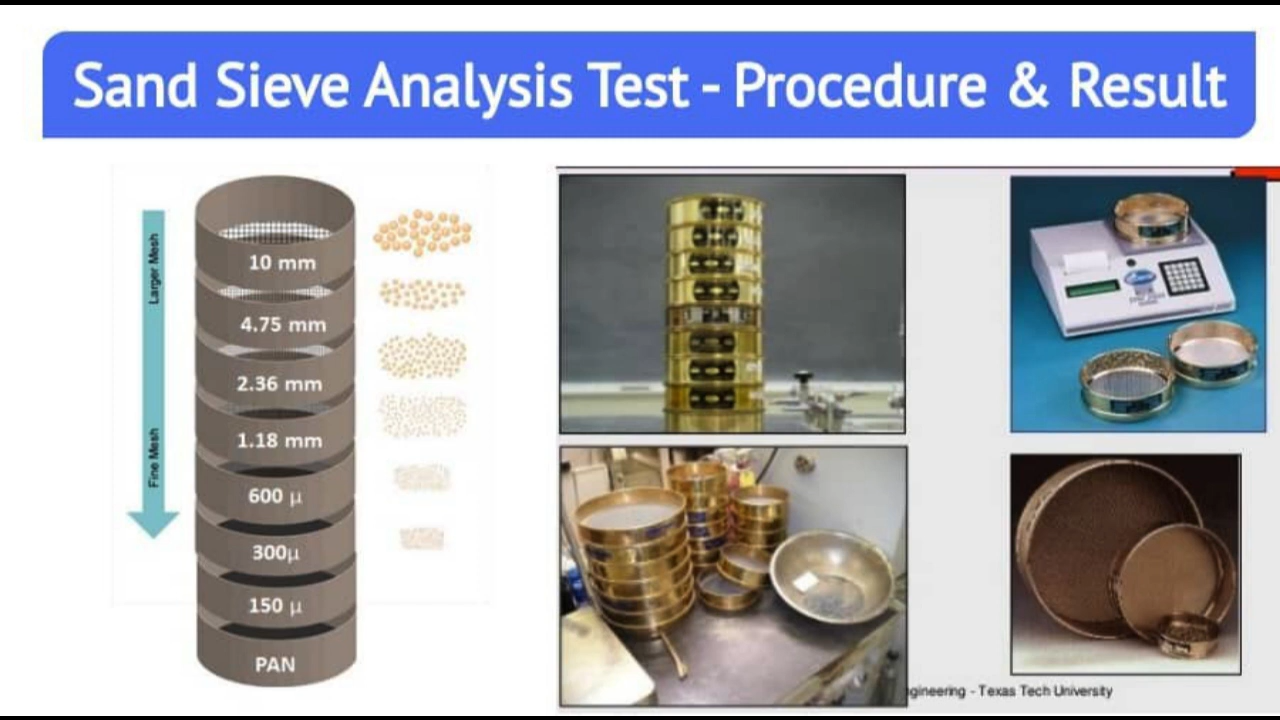 Sand Sieve Analysis Test - Procedure & Result
Larger Mesh
Fine Mesh
10 mm
4.75 mm
2.36 mm
1.18 mm
600 μ
300μ
150 μ
PAN
gineering - Texas Tech University